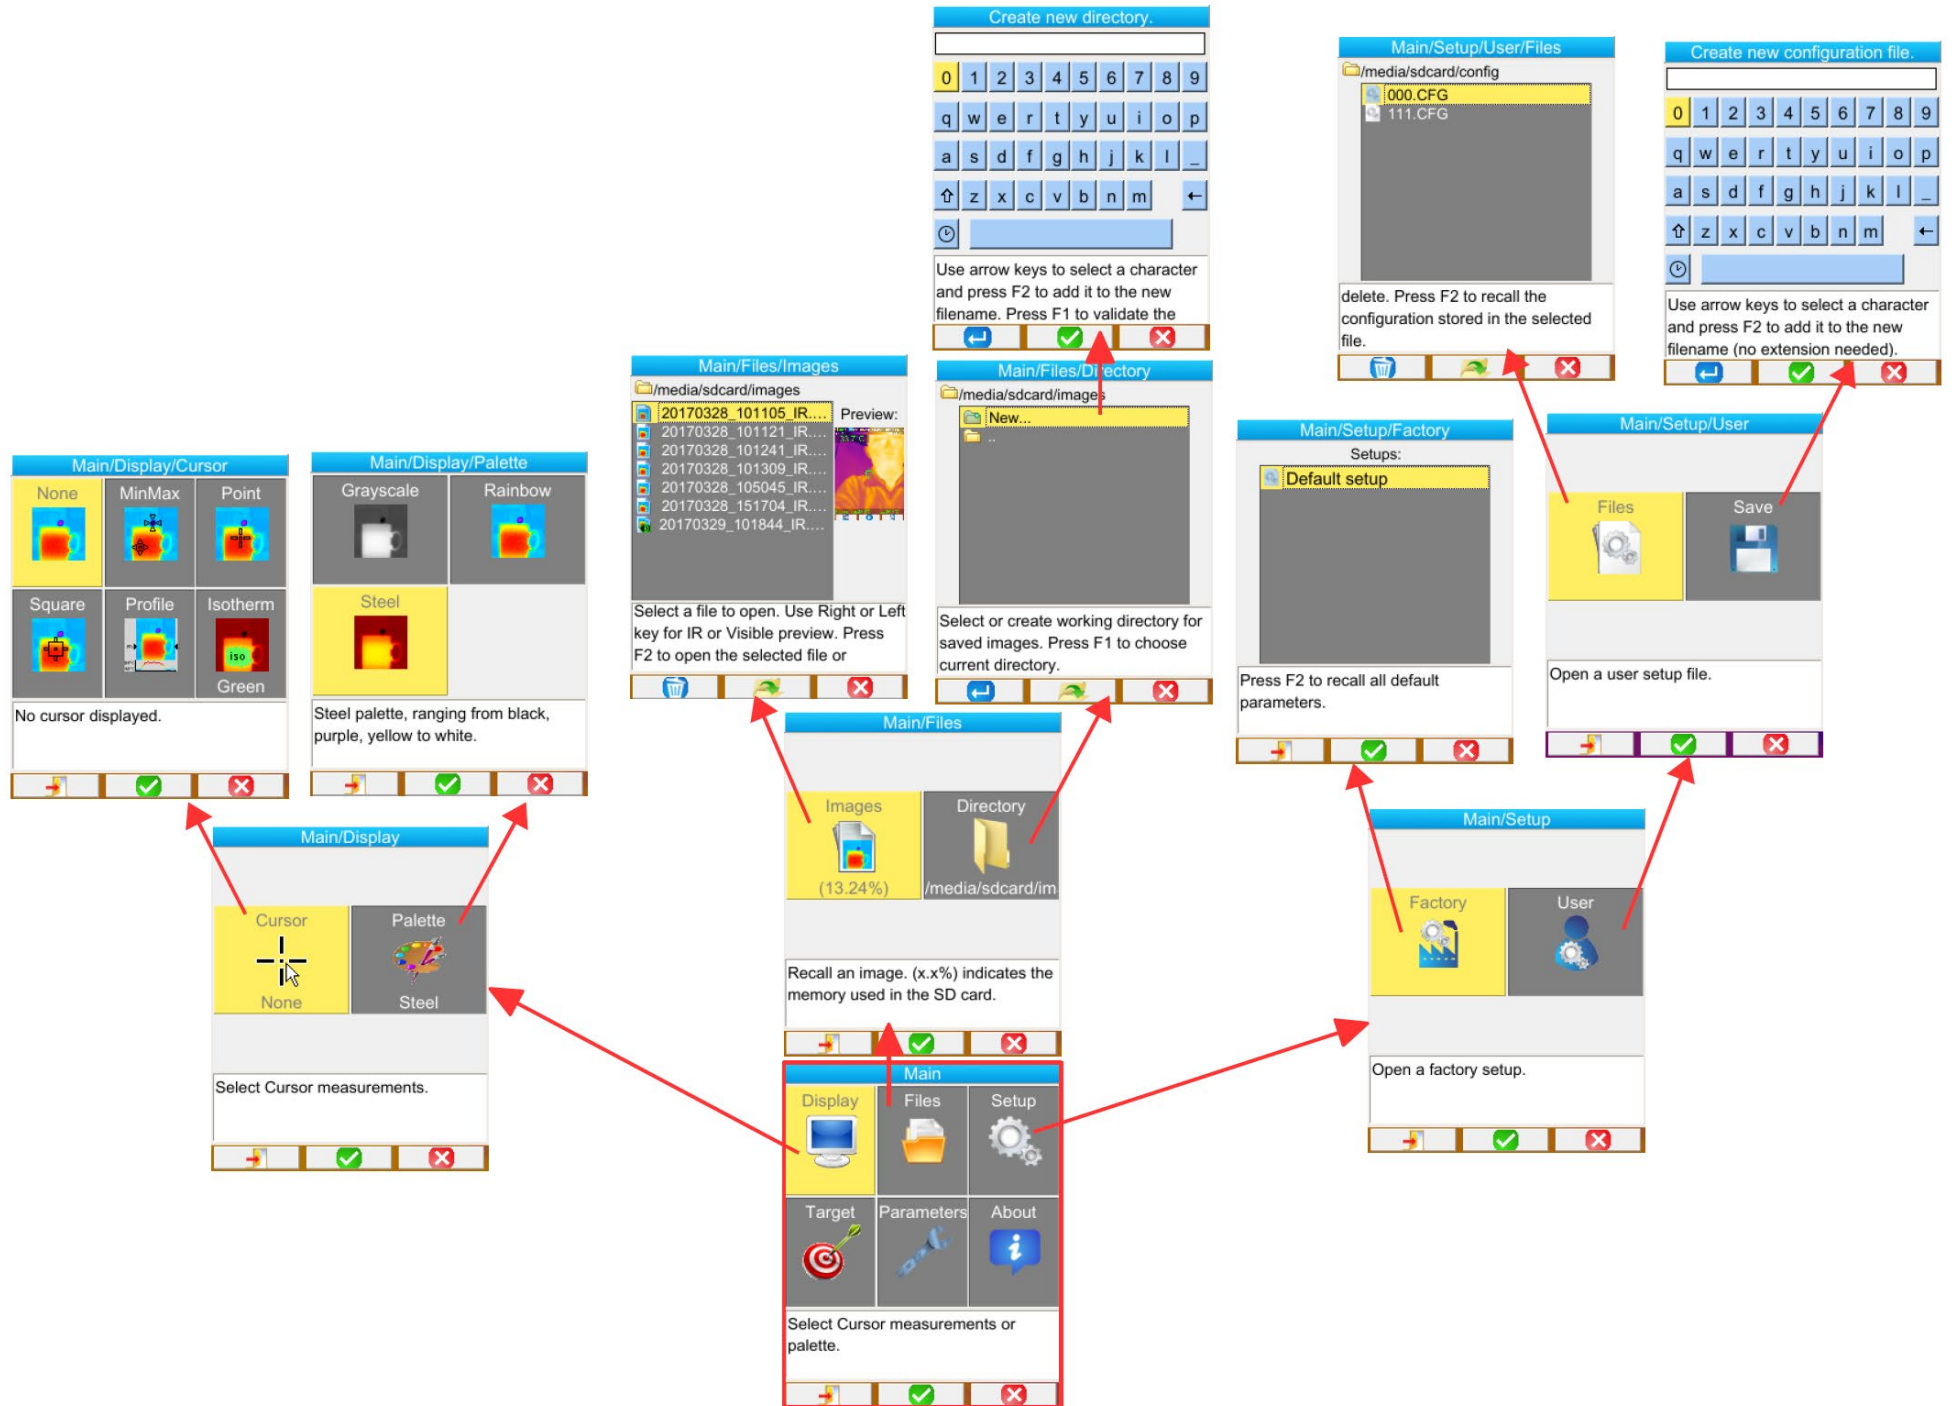 Create new directory.
0 1 2 3 4 5 6 7 8 9
q w e r t y u i o p
a s d f g h j k l _
z x c v b n m
Use arrow keys to select a character
and press F2 to add it to the new
filename. Press F1 to validate the
Main/Setup/User/Files
/media/sdcard/config
000.CFG
111.CFG
delete. Press F2 to recall the
configuration stored in the selected
file.
Create new configuration file.
0 1 2 3 4 5 6 7 8 9
q w e r t y u i o p
a s d f g h j k l _
z x c v b n m
Use arrow keys to select a character
and press F2 to add it to the new
filename (no extension needed).
Main/Files/Images
/media/sdcard/images
20170328_101105_IR....
Preview:
20170328_101121_IR....
20170328_101241_IR....
20170328_101309_IR....
20170328_105045_IR....
20170328_151704_IR....
20170329_101844_IR....
Select a file to open. Use Right or Left
key for IR or Visible preview. Press
F2 to open the selected file or
Main/Files/Directory
/media/sdcard/images
New...
..
Select or create working directory for
saved images. Press F1 to choose
current directory.
Main/Setup/Factory
Setups:
Default setup
Press F2 to recall all default
parameters.
Main/Setup/User
Files
Save
Open a user setup file.
Main/Display/Cursor
None MinMax Point
Square Profile Isotherm
iso
Green
No cursor displayed.
Main/Display/Palette
Grayscale Rainbow
Steel
Steel palette, ranging from black,
purple, yellow to white.
Main/Files
Images Directory
(13.24%) /media/sdcard/im
Recall an image. (x.x%) indicates the
memory used in the SD card.
Main/Display
Cursor Palette
None Steel
Select Cursor measurements.
Main/Setup
Factory User
Open a factory setup.
Main
Display Files Setup
Target Parameters About
Select Cursor measurements or
palette.